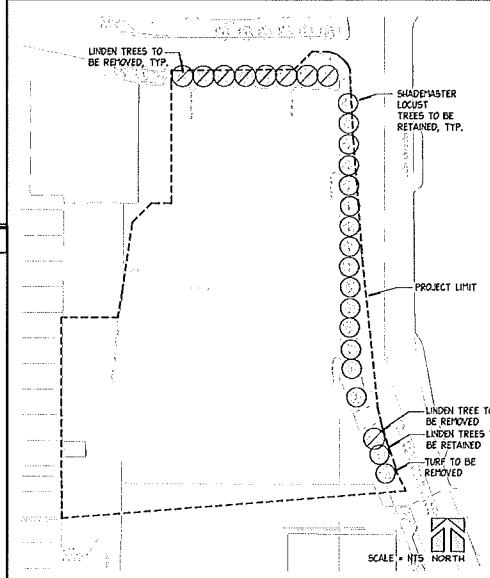 LINDEN TREES TO
BE REMOVED, TYP.
SHADEMASTER
LOCUST
TREES TO BE
RETAINED, TYP.
PROJECT LIMIT
LINDEN TREE TO
BE REMOVED
LINDEN TREES
BE RETAINED
TURF TO BE
REMOVED
SCALE = NTS NORTH